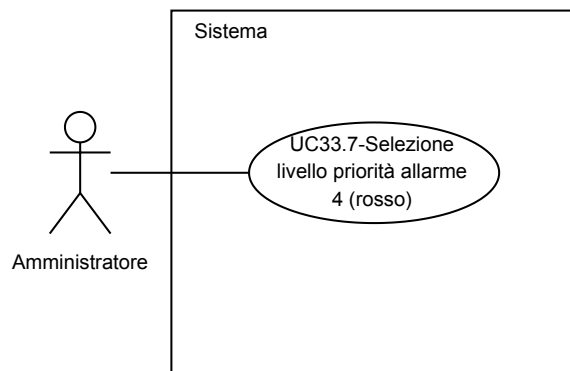 Sistema
UC33.7-Selezione
livello priorità allarme
4 (rosso)
Amministratore